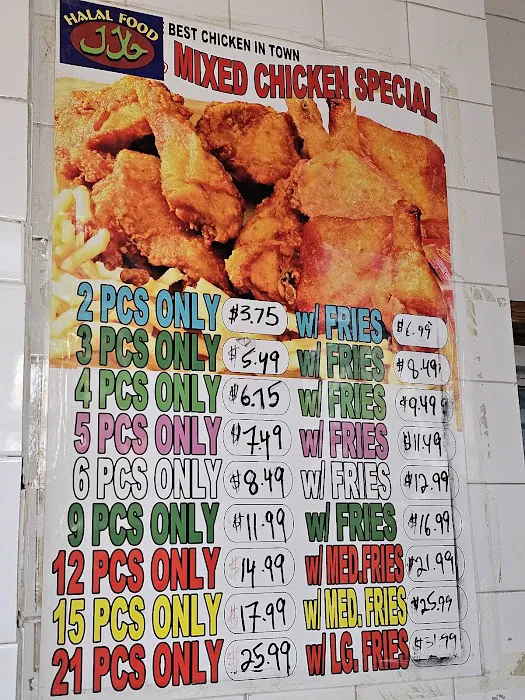 HALAL FOOD
حلال
BEST CHICKEN IN TOWN
MIXED CHICKEN SPECIAL
2 PCS ONLY $3.75 w/ FRIES $6.99
3 PCS ONLY $5.49 w/ FRIES $8.49
4 PCS ONLY $6.75 w/ FRIES $9.49
5 PCS ONLY $7.49 w/ FRIES $11.49
6 PCS ONLY $8.49 w/ FRIES $12.99
9 PCS ONLY $11.99 w/ FRIES $16.99
12 PCS ONLY $14.99 w/ MED.FRIES $21.99
15 PCS ONLY $17.99 w/ MED. FRIES $25.99
21 PCS ONLY $25.99 w/ LG. FRIES $31.99